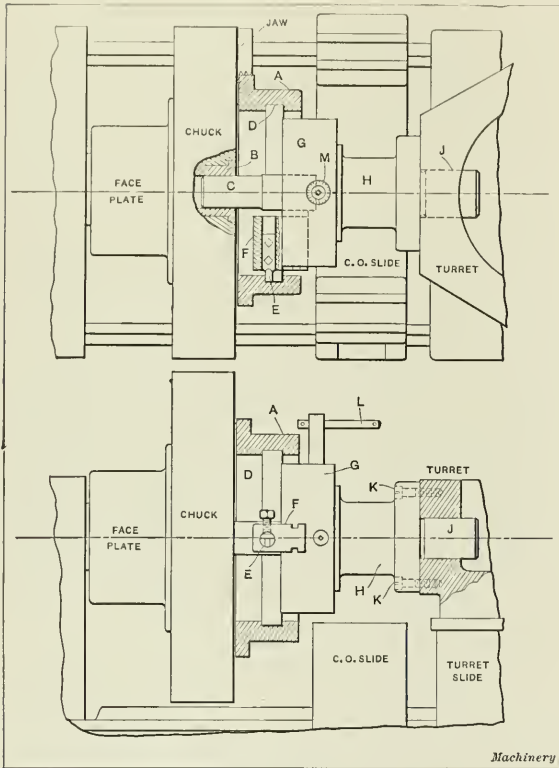 JAW
A
D
CHUCK
G
B
M
J
C
H
FACE
PLATE
F
C.O. SLIDE
TURRET
E
L
A
G
TURRET
D
K
CHUCK
F
FACE
PLATE
J
E
H
K
C.O. SLIDE
TURRET
SLIDE
Machinery